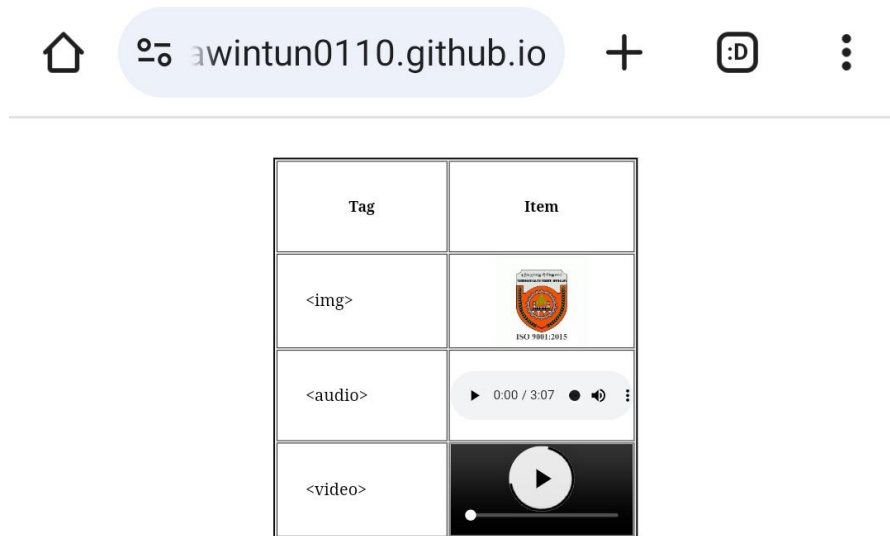 awintun0110.github.io
:D
Tag
Item
<img>
ISO 9001:2015
<audio>
0:00 / 3:07
<video>